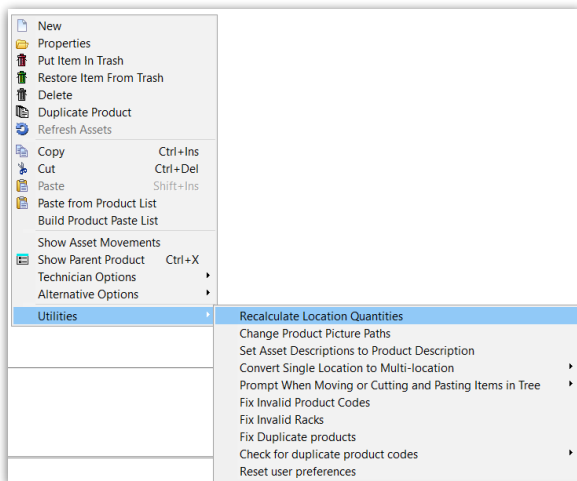 New
Properties
Put Item In Trash
Restore Item From Trash
Delete
Duplicate Product
Refresh Assets
Copy Ctrl+Ins
Cut Ctrl+Del
Paste Shift+Ins
Paste from Product List
Build Product Paste List
Show Asset Movements
Show Parent Product Ctrl+X
Technician Options
Alternative Options
Utilities
Recalculate Location Quantities
Change Product Picture Paths
Set Asset Descriptions to Product Description
Convert Single Location to Multi-location
Prompt When Moving or Cutting and Pasting Items in Tree
Fix Invalid Product Codes
Fix Invalid Racks
Fix Duplicate products
Check for duplicate product codes
Reset user preferences